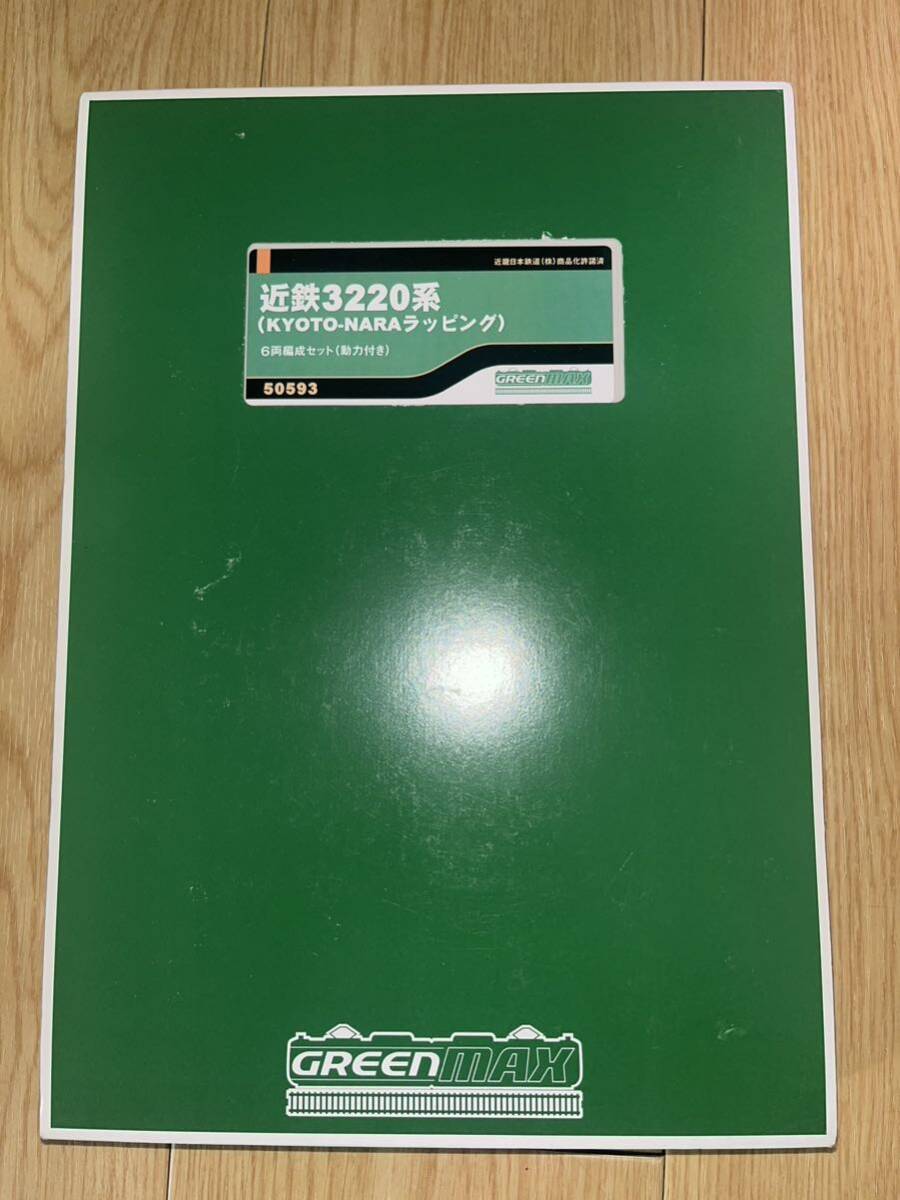 近畿日本鉄道(株)商品化許諾済
近鉄3220系
(KYOTO-NARAラッピング)
6両編成セット(動力付き)
50593
GREENMAX
GREENMAX